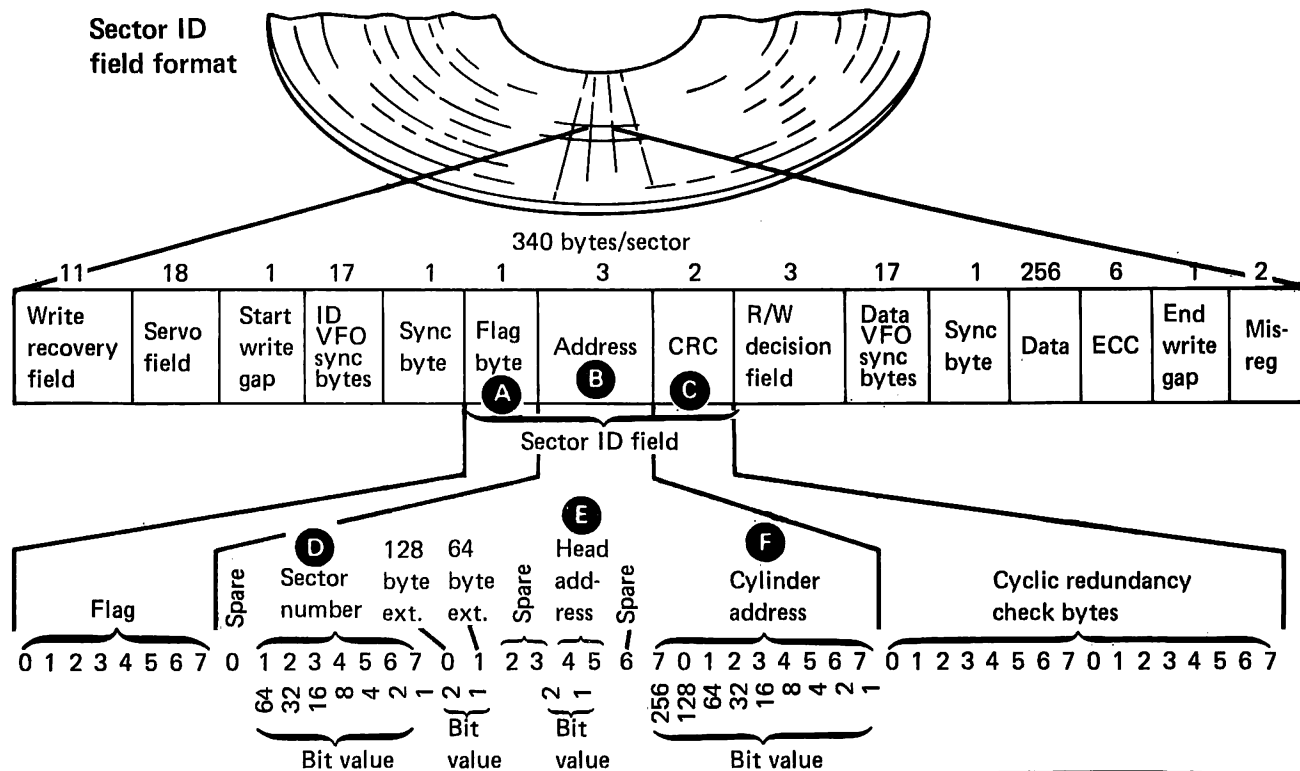 Sector ID
field format
340 bytes/sector
11 18 1 17 1 1 3 2 3 17 1 256 6 1 2
Write recovery field
Servo field
Start write gap
ID VFO sync bytes
Sync byte
Flag byte
A
Address
B
CRC
C
R/W decision field
Data VFO sync bytes
Sync byte
Data
ECC
End write gap
Mis-reg
Sector ID field
Flag
0 1 2 3 4 5 6 7
Spare
0
D
Sector number
1 2 3 4 5 6 7
64 32 16 8 4 2 1
Bit value
128 byte ext.
64 byte ext.
0 1
2 1
Bit value
Spare
2 3
E
Head add-ress
4 5
2 1
Bit value
Spare
6
F
Cylinder address
7 0 1 2 3 4 5 6 7
256 128 64 32 16 8 4 2 1
Bit value
Cyclic redundancy check bytes
0 1 2 3 4 5 6 7 0 1 2 3 4 5 6 7